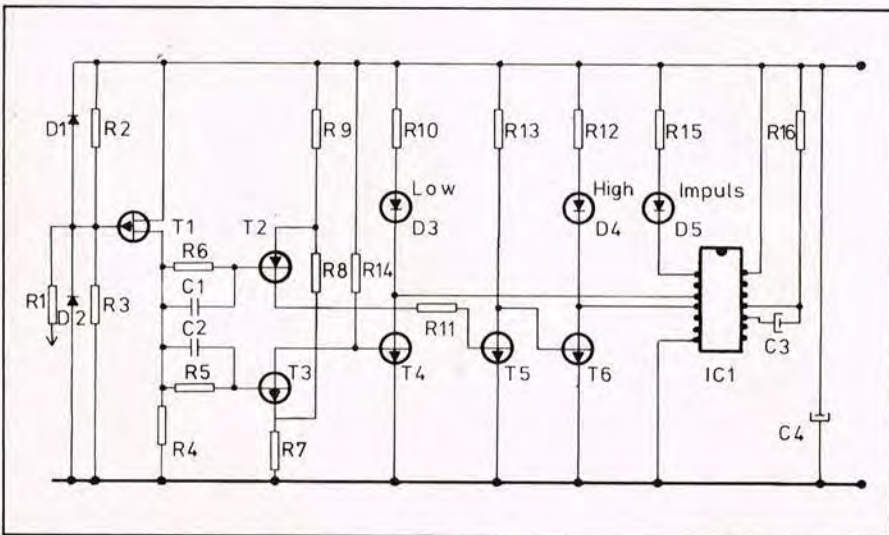 D1
R2
R9
R10
R13
R12
R15
R16
Low
High
Impuls
T1
T2
D3
D4
D5
R6
R8
R14
R1
D2
R3
C1
R11
C2
T3
T4
T5
T6
C3
R5
IC1
R4
R7
C4